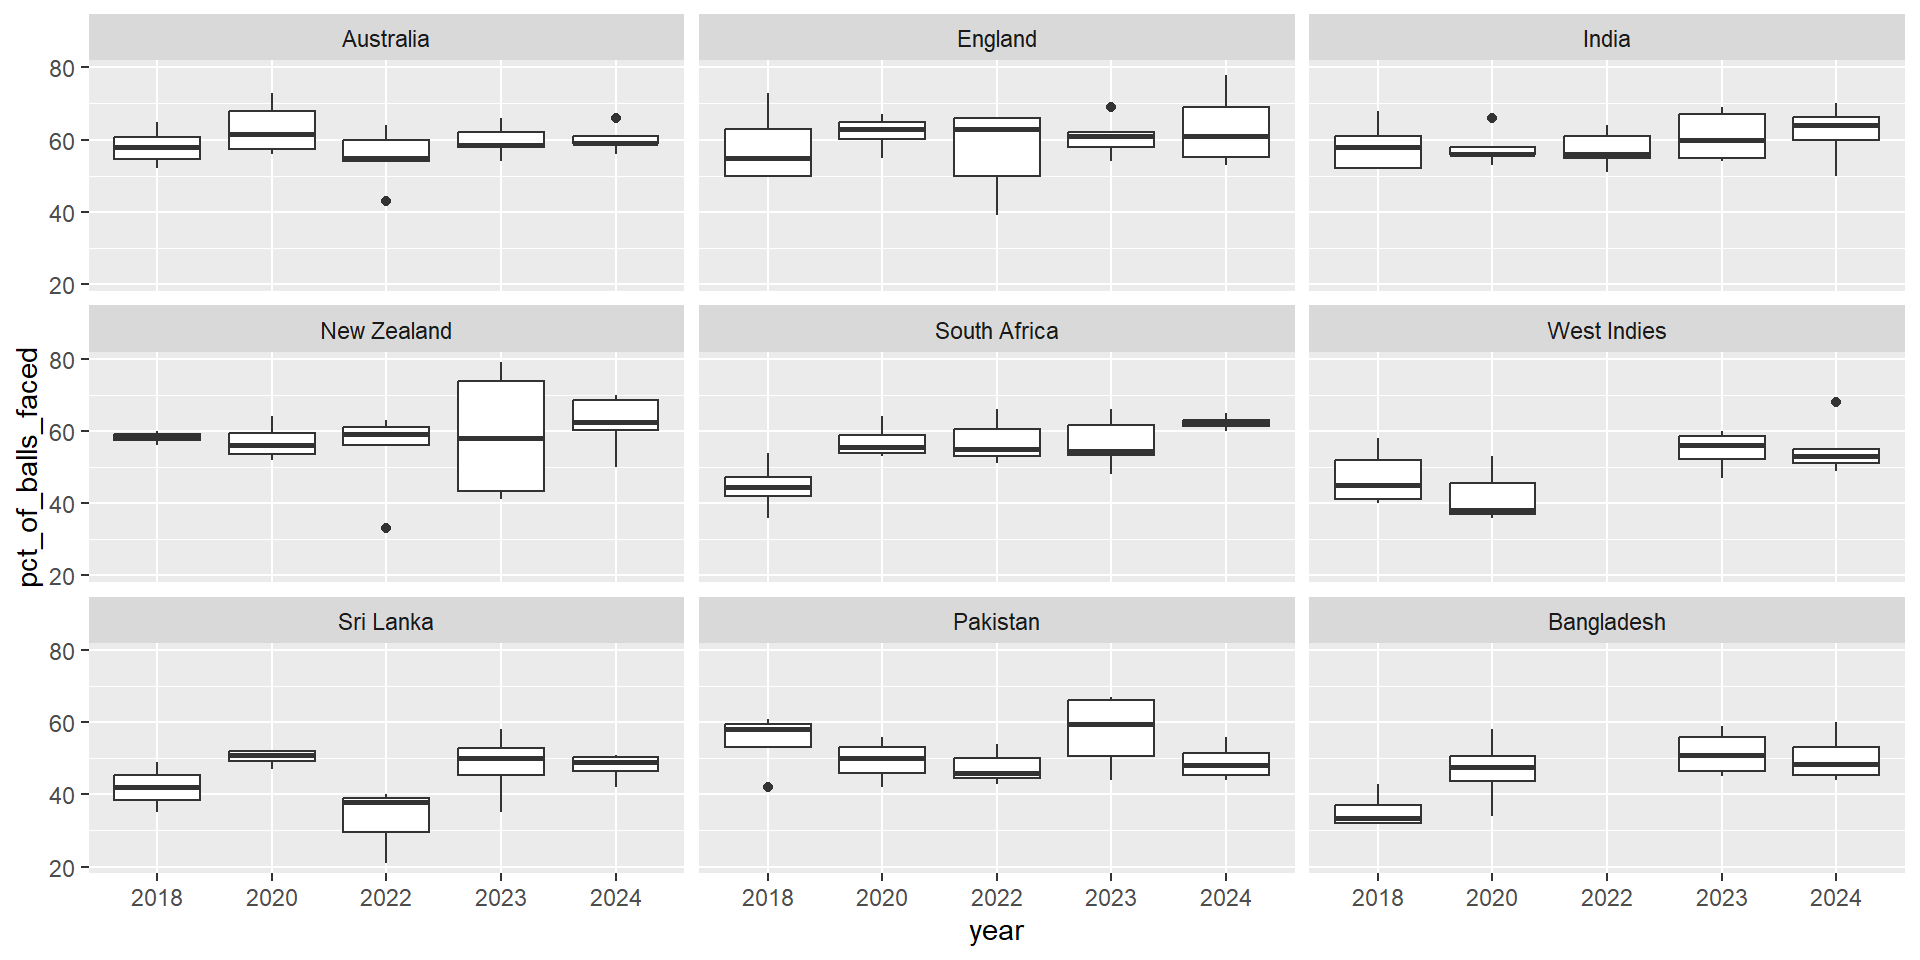 Australia
England
India
80
60
40
20
New Zealand
South Africa
West Indies
80
60
40
20
pct_of_balls_faced
Sri Lanka
Pakistan
Bangladesh
80
60
40
20
2018 2020 2022 2023 2024
2018 2020 2022 2023 2024
2018 2020 2022 2023 2024
year